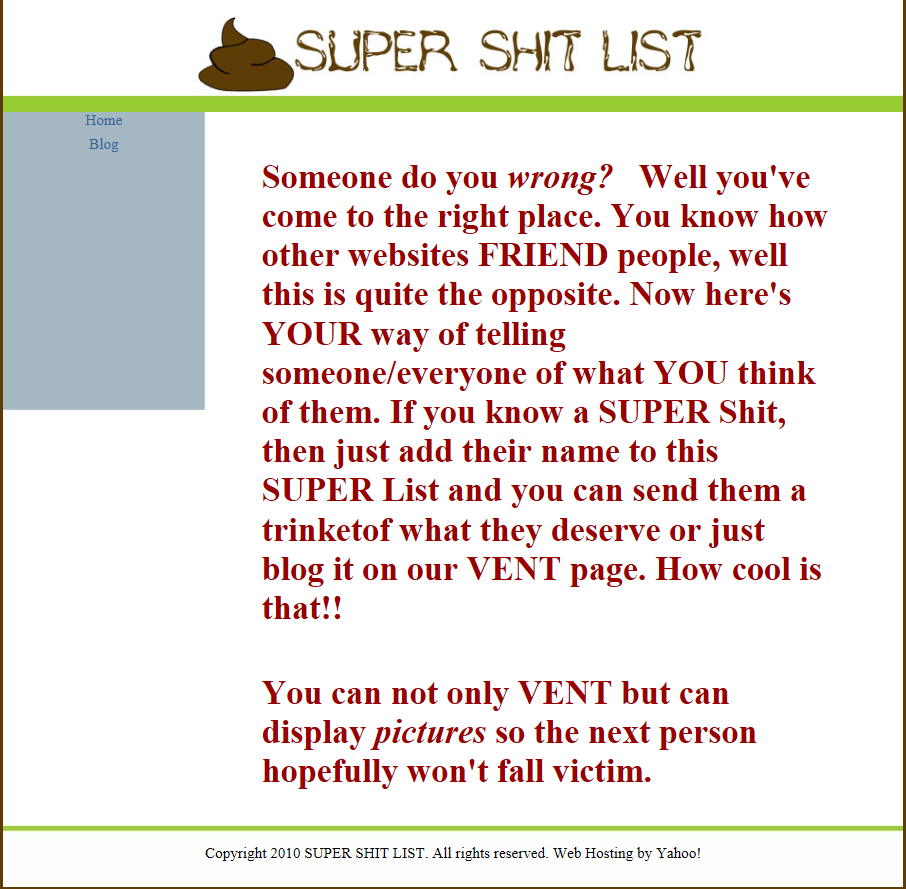 SUPER SHIT LIST
Home
Blog
Someone do you wrong? Well you've
come to the right place. You know how
other websites FRIEND people, well
this is quite the opposite. Now here's
YOUR way of telling
someone/everyone of what YOU think
of them. If you know a SUPER Shit,
then just add their name to this
SUPER List and you can send them a
trinketof what they deserve or just
blog it on our VENT page. How cool is
that!!
You can not only VENT but can
display pictures so the next person
hopefully won't fall victim.
Copyright 2010 SUPER SHIT LIST. All rights reserved. Web Hosting by Yahoo!